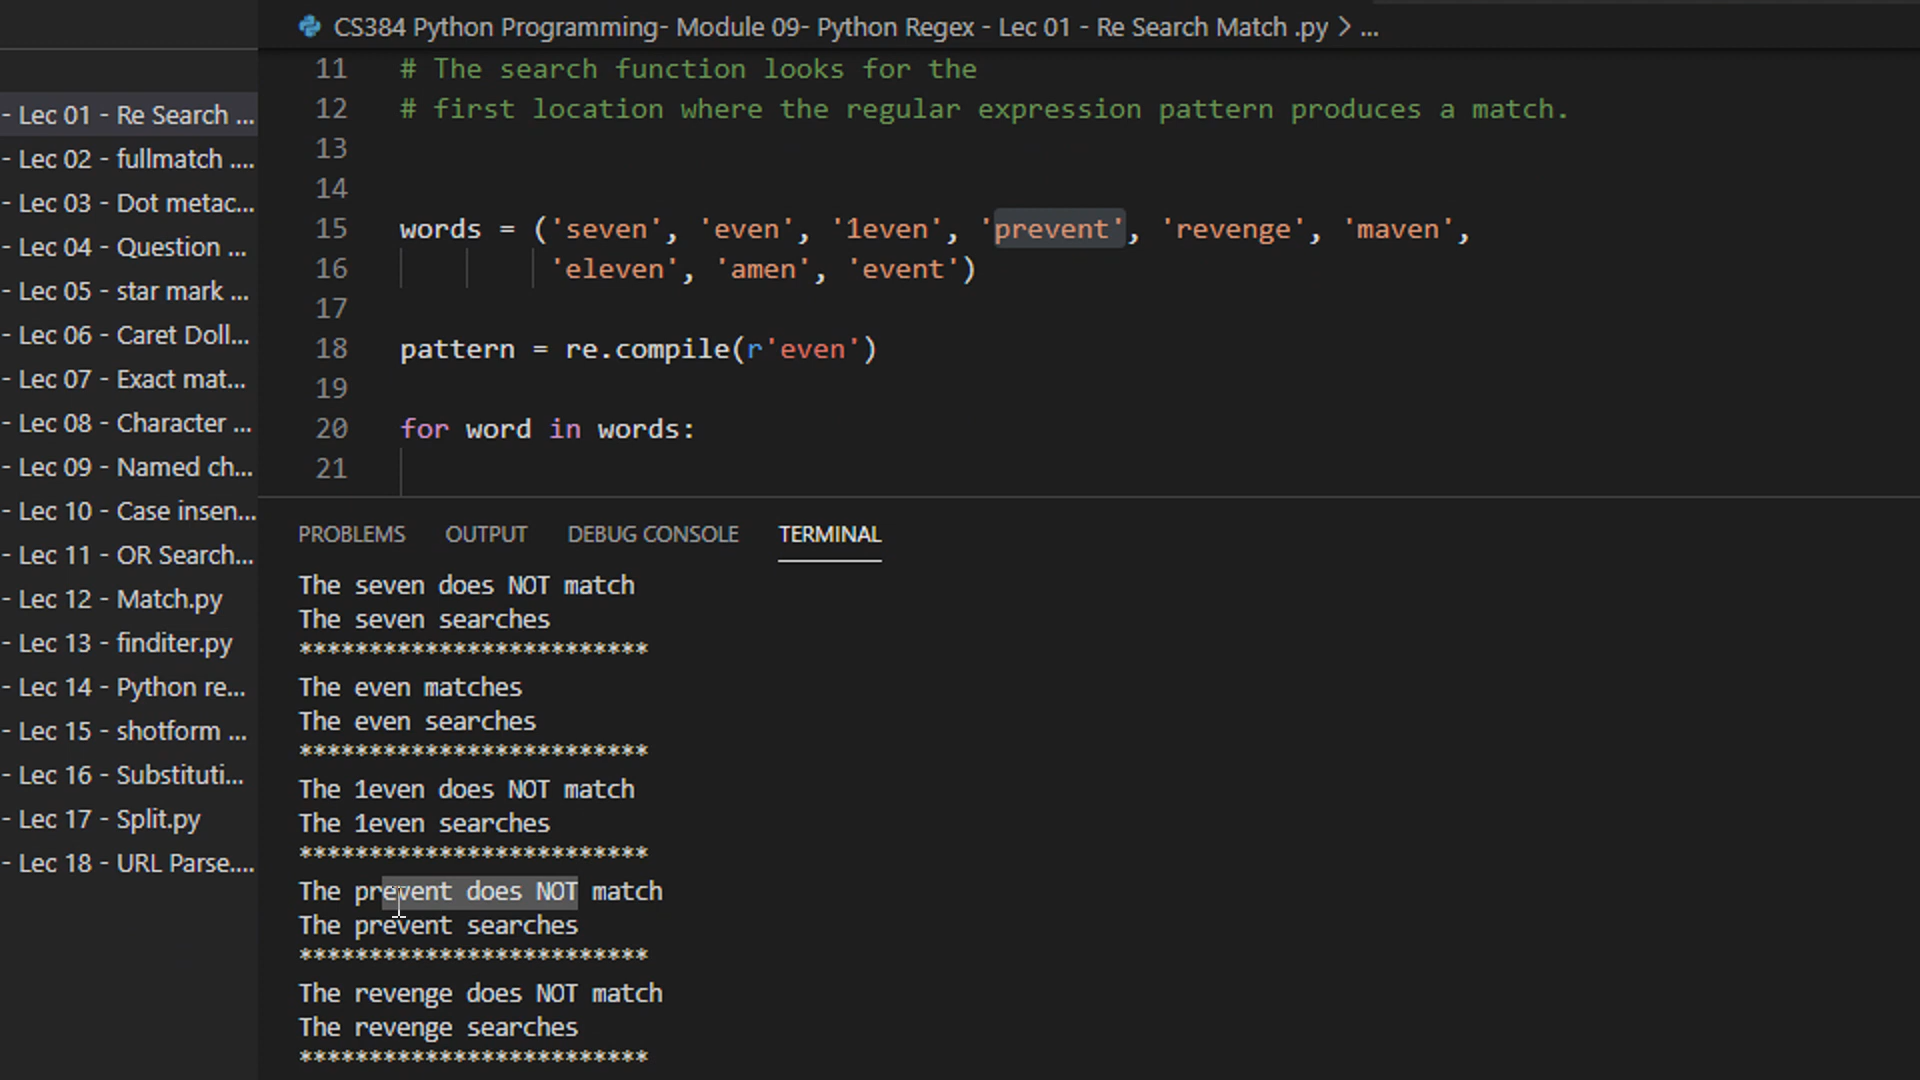 CS384 Python Programming- Module 09- Python Regex - Lec 01 - Re Search Match .py > ...
- Lec 01 - Re Search ...
- Lec 02 - fullmatch ....
- Lec 03 - Dot metac...
- Lec 04 - Question ...
- Lec 05 - star mark ...
- Lec 06 - Caret Doll...
- Lec 07 - Exact mat...
- Lec 08 - Character ...
- Lec 09 - Named ch...
- Lec 10 - Case insen...
- Lec 11 - OR Search...
- Lec 12 - Match.py
- Lec 13 - finditer.py
- Lec 14 - Python re...
- Lec 15 - shotform ...
- Lec 16 - Substituti...
- Lec 17 - Split.py
- Lec 18 - URL Parse....
11 # The search function looks for the
12 # first location where the regular expression pattern produces a match.
13
14
15 words = ('seven', 'even', '1even', 'prevent', 'revenge', 'maven',
16 'eleven', 'amen', 'event')
17
18 pattern = re.compile(r'even')
19
20 for word in words:
21
PROBLEMS OUTPUT DEBUG CONSOLE TERMINAL
The seven does NOT match
The seven searches
*************************
The even matches
The even searches
*************************
The 1even does NOT match
The 1even searches
*************************
The prevent does NOT match
The prevent searches
*************************
The revenge does NOT match
The revenge searches
*************************